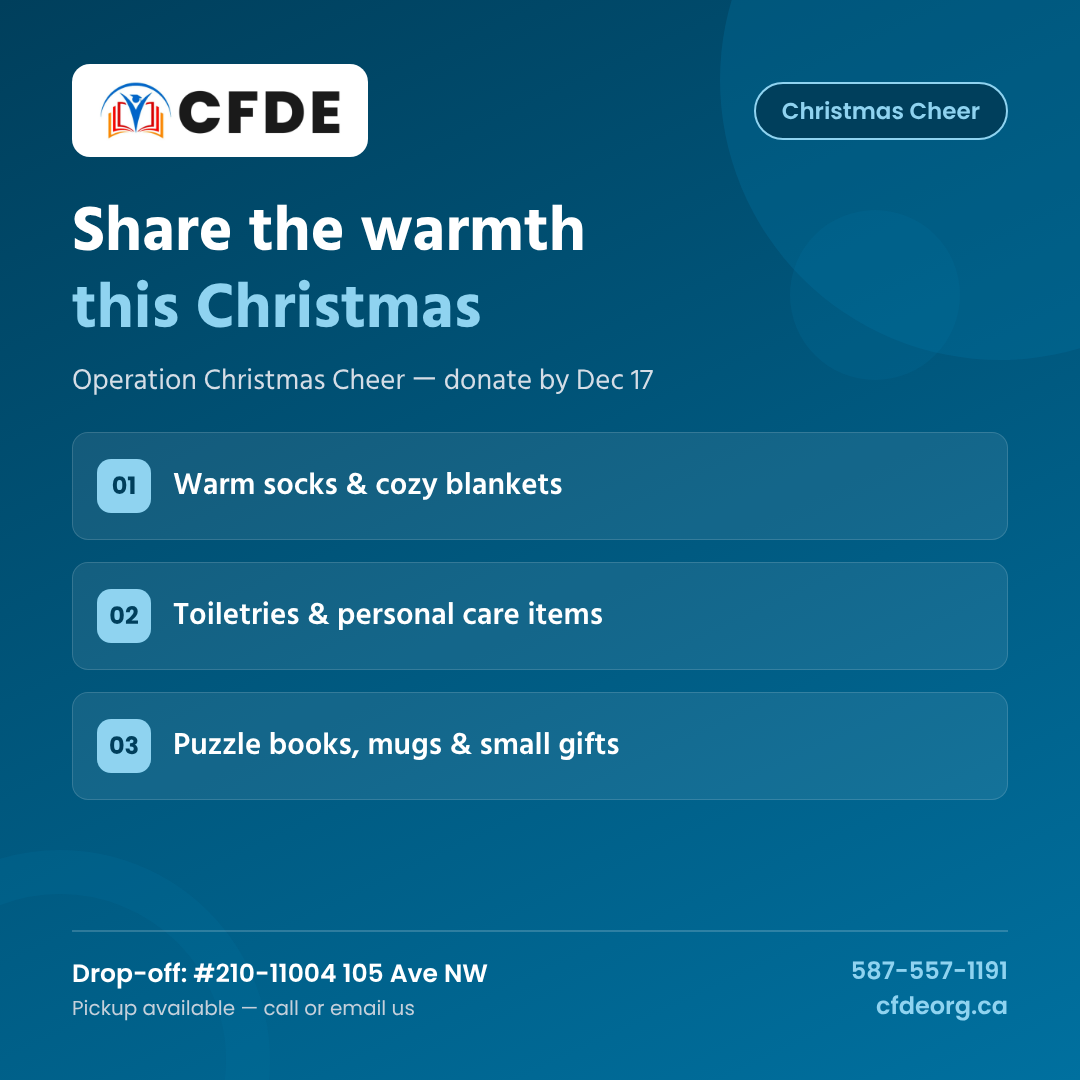 CFDE
Christmas Cheer
Share the warmth
this Christmas
Operation Christmas Cheer — donate by Dec 17
01 Warm socks & cozy blankets
02 Toiletries & personal care items
03 Puzzle books, mugs & small gifts
Drop-off: #210-11004 105 Ave NW
Pickup available — call or email us
587-557-1191
cfdeorg.ca